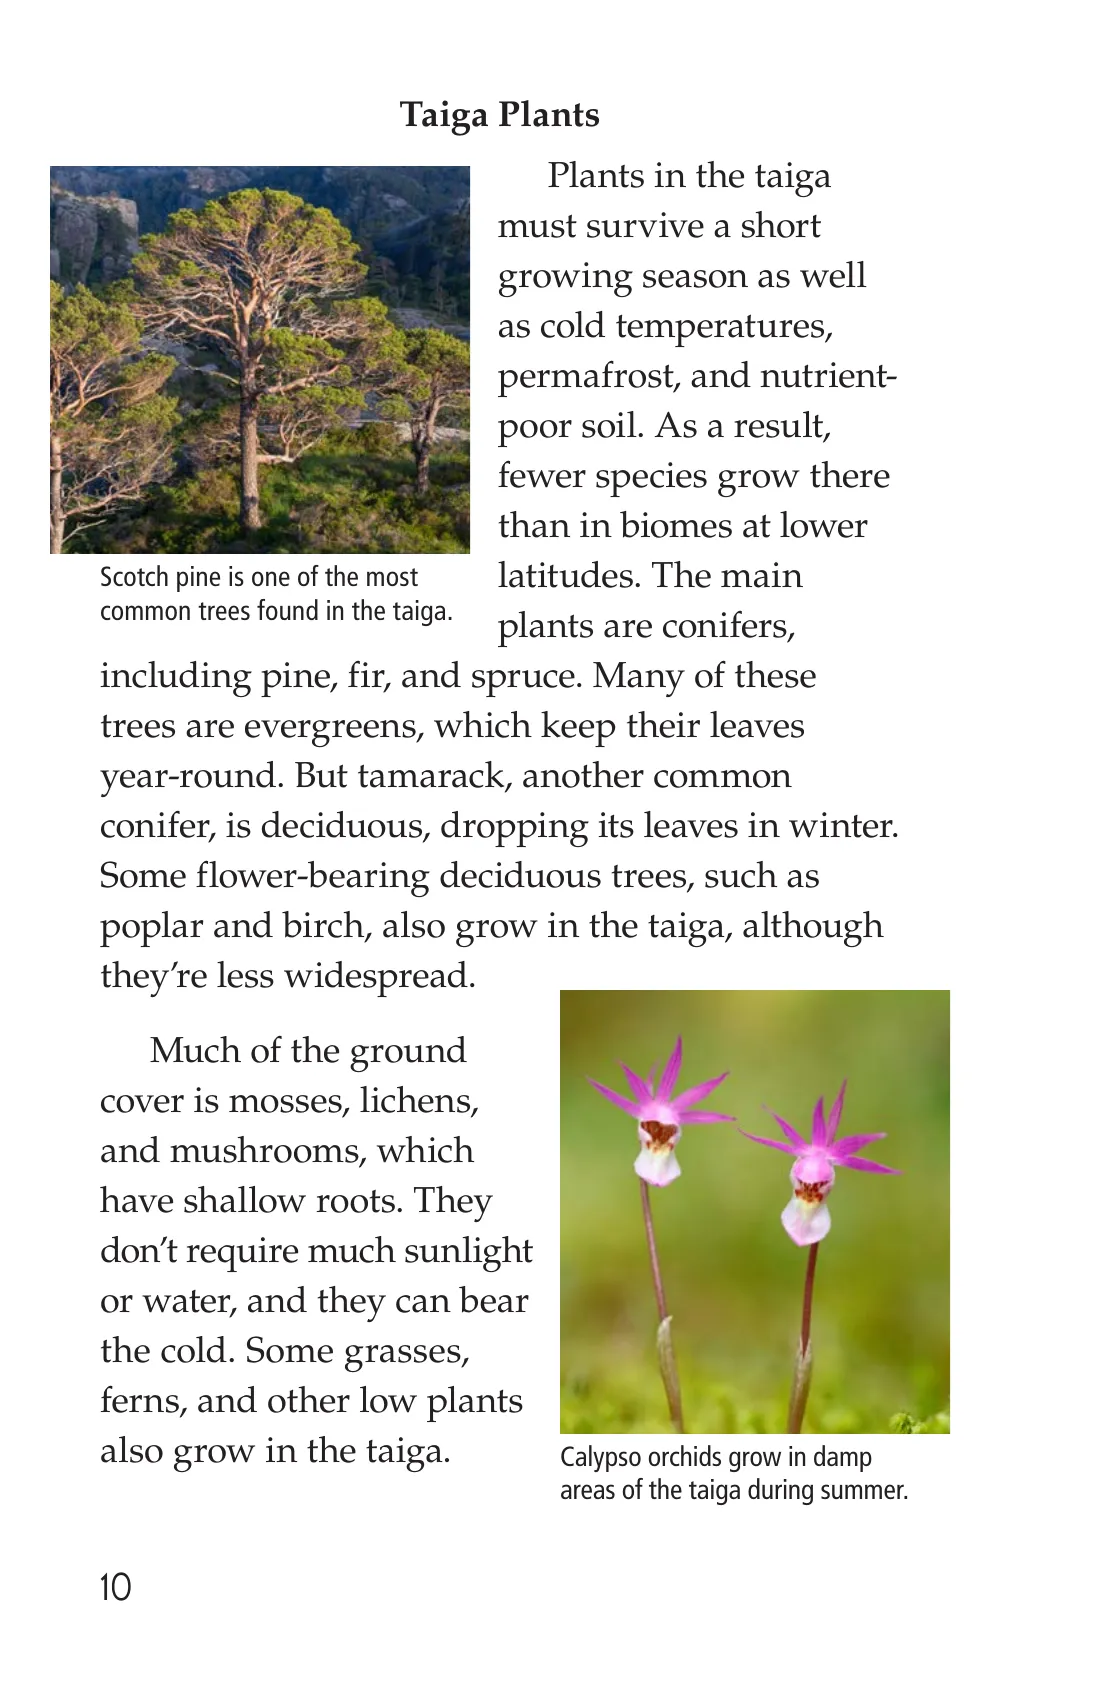 Taiga Plants
Plants in the taiga
must survive a short
growing season as well
as cold temperatures,
permafrost, and nutrient-
poor soil. As a result,
fewer species grow there
than in biomes at lower
latitudes. The main
plants are conifers,
including pine, fir, and spruce. Many of these
trees are evergreens, which keep their leaves
year-round. But tamarack, another common
conifer, is deciduous, dropping its leaves in winter.
Some flower-bearing deciduous trees, such as
poplar and birch, also grow in the taiga, although
they’re less widespread.
Scotch pine is one of the most
common trees found in the taiga.
Much of the ground
cover is mosses, lichens,
and mushrooms, which
have shallow roots. They
don’t require much sunlight
or water, and they can bear
the cold. Some grasses,
ferns, and other low plants
also grow in the taiga.
Calypso orchids grow in damp
areas of the taiga during summer.
10